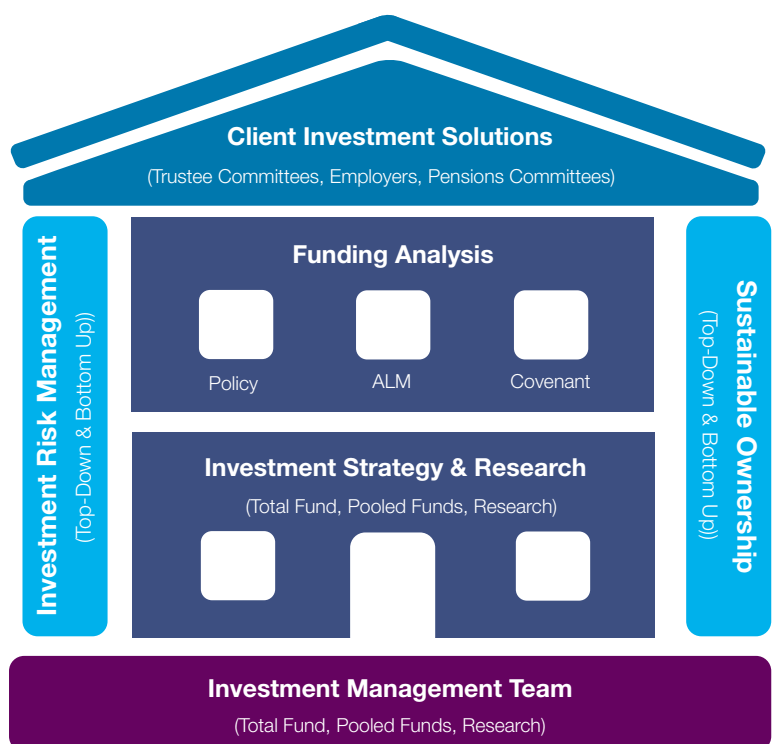 Client Investment Solutions
(Trustee Committees, Employers, Pensions Committees)
Investment Risk Management
(Top-Down & Bottom Up))
Funding Analysis
Policy
ALM
Covenant
Investment Strategy & Research
(Total Fund, Pooled Funds, Research)
Sustainable Ownership
(Top-Down & Bottom Up))
Investment Management Team
(Total Fund, Pooled Funds, Research)